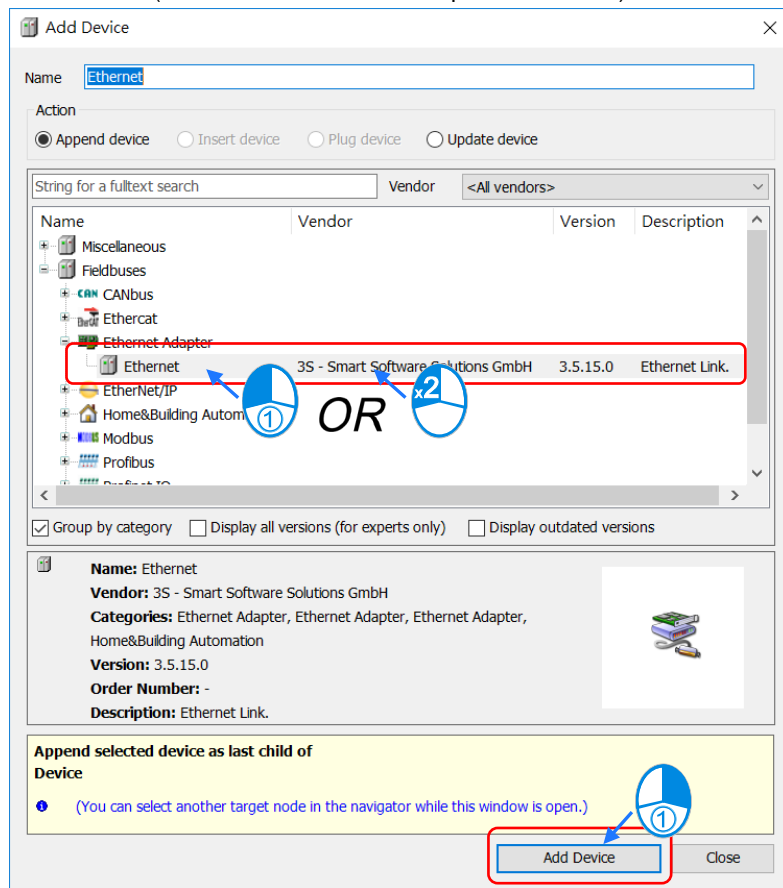 Add Device
Name Ethernet
Action
Append device Insert device Plug device Update device
String for a fulltext search Vendor <All vendors>
Name Vendor Version Description
Miscellaneous
Fieldbuses
CAN CANbus
Ethercat
Ethernet Adapter
Ethernet 3S - Smart Software Solutions GmbH 3.5.15.0 Ethernet Link.
EtherNet/IP
Home&Building Autom
Modbus
Profibus
1 OR x2
Group by category Display all versions (for experts only) Display outdated versions
Name: Ethernet
Vendor: 3S - Smart Software Solutions GmbH
Categories: Ethernet Adapter, Ethernet Adapter, Ethernet Adapter,
Home&Building Automation
Version: 3.5.15.0
Order Number: -
Description: Ethernet Link.
Append selected device as last child of
Device
(You can select another target node in the navigator while this window is open.)
1
Add Device Close